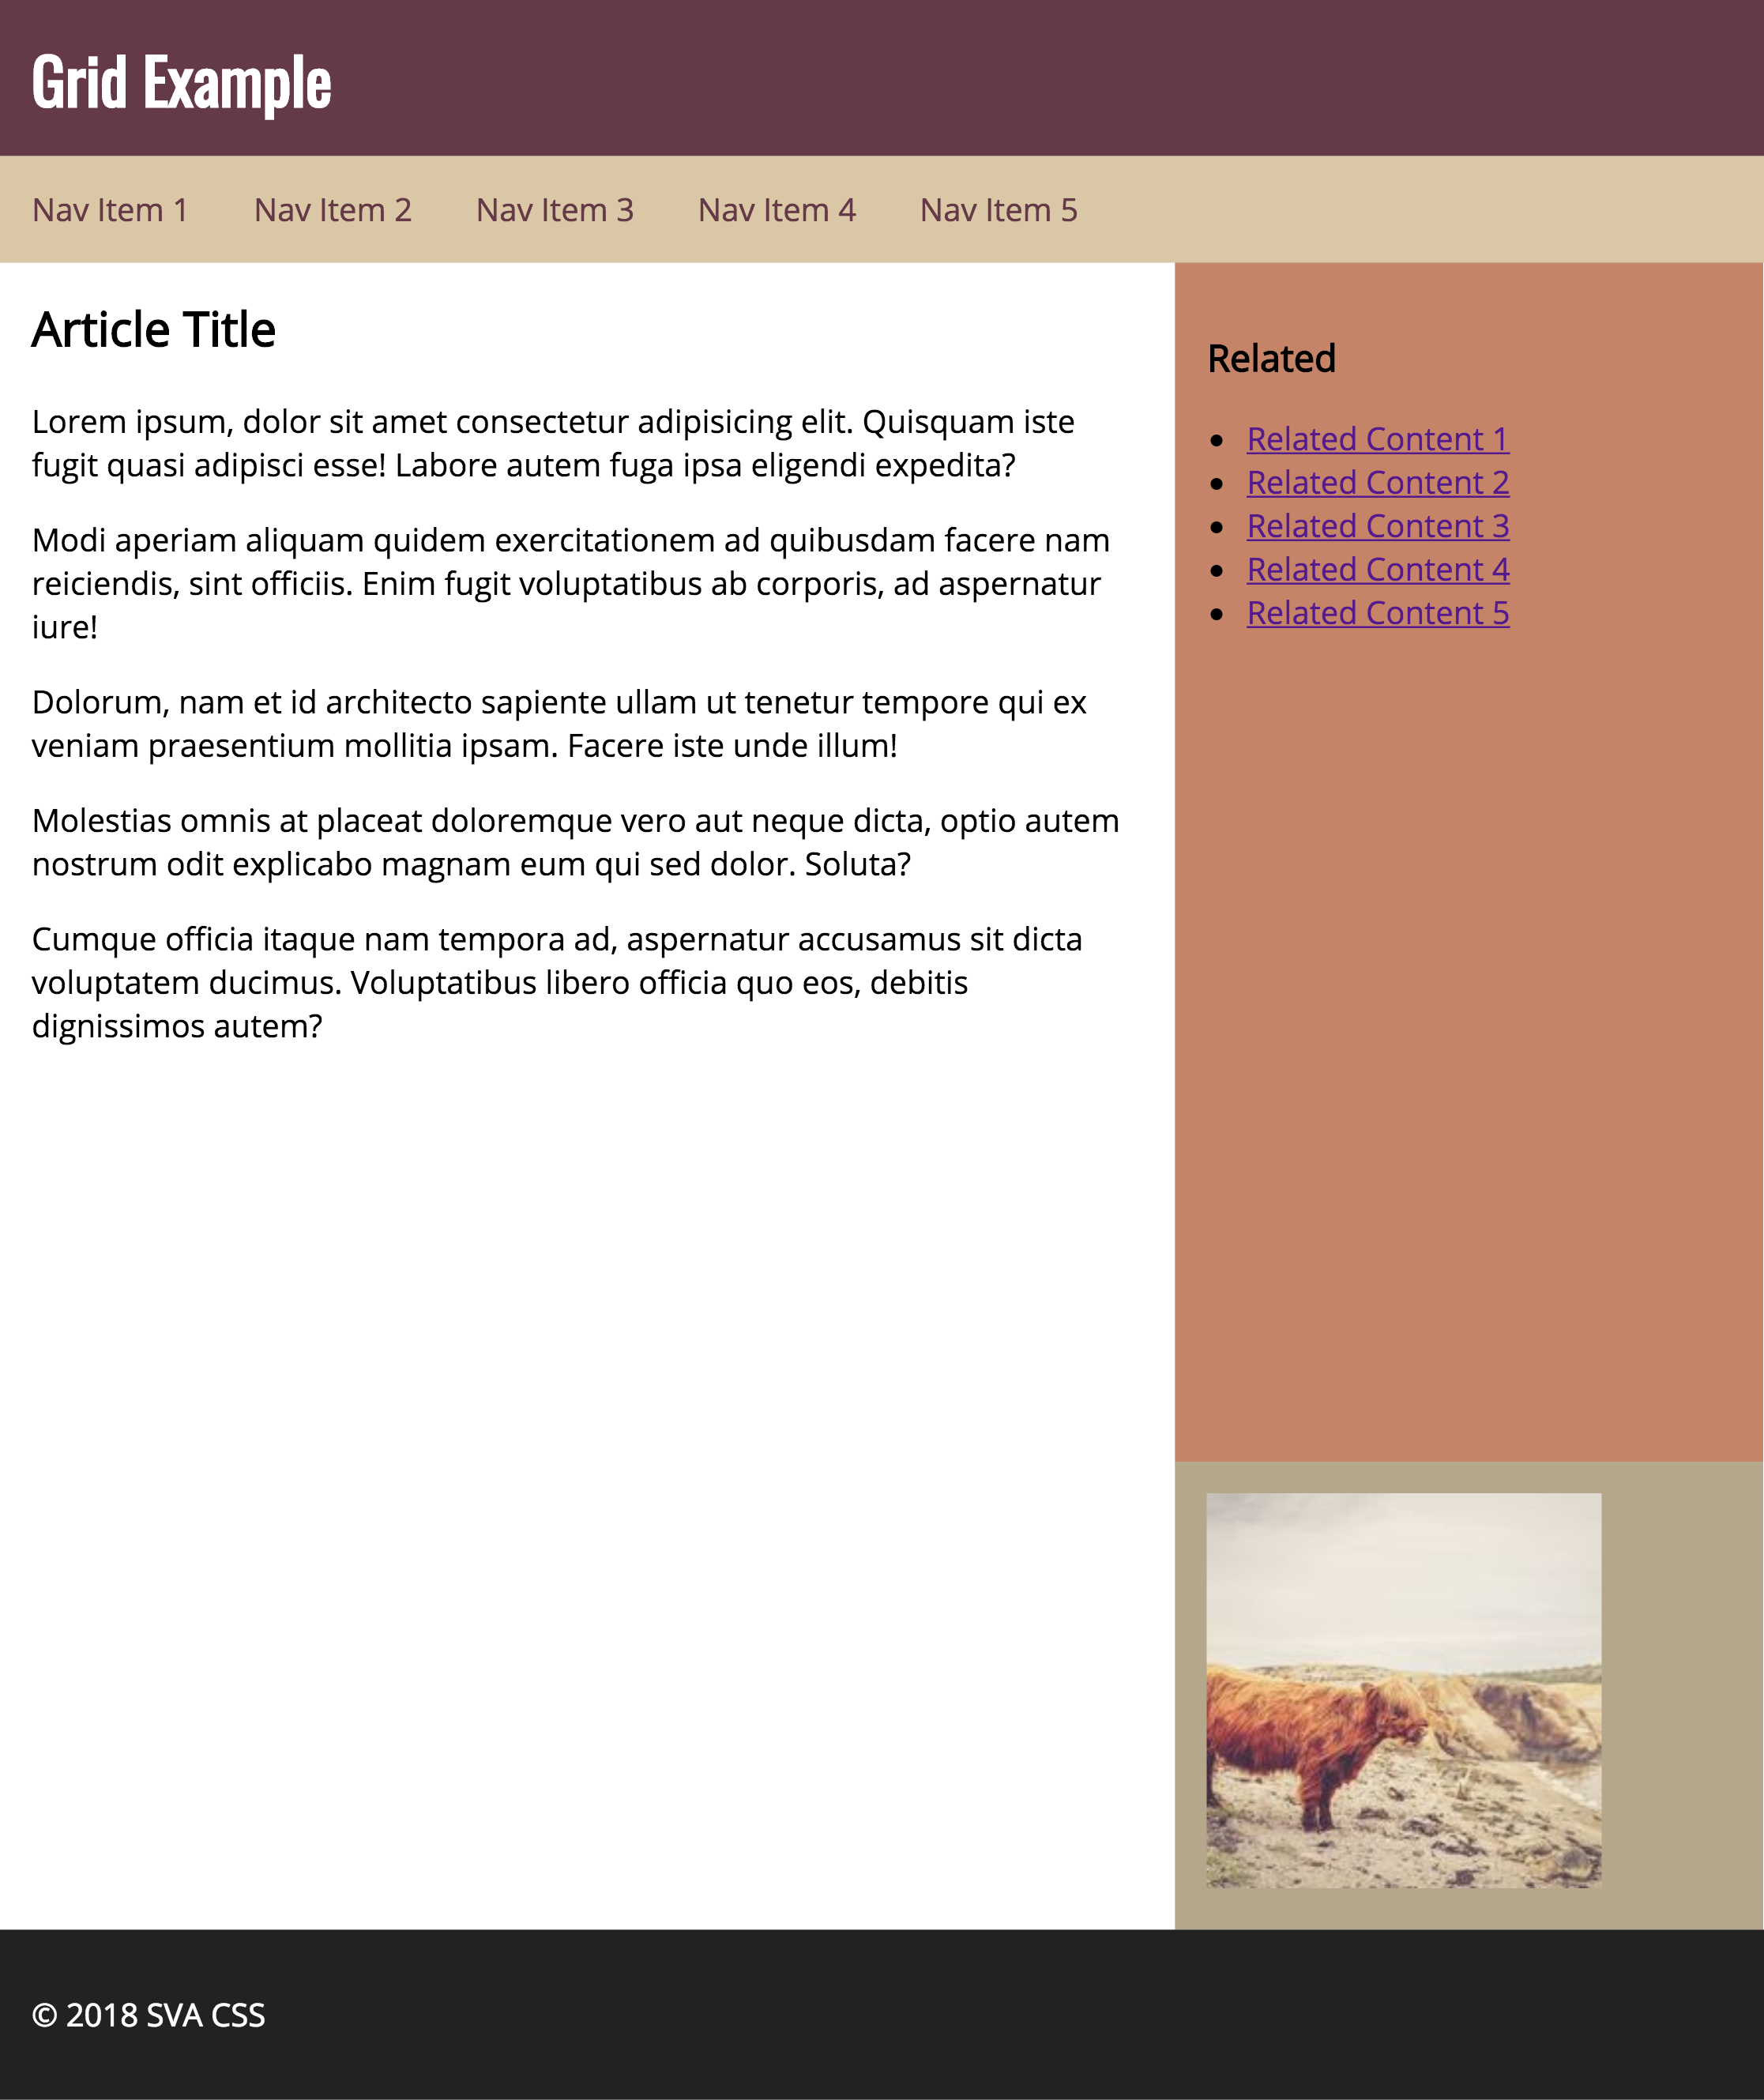 Grid Example
Nav Item 1 Nav Item 2 Nav Item 3 Nav Item 4 Nav Item 5
Article Title
Lorem ipsum, dolor sit amet consectetur adipisicing elit. Quisquam iste
fugit quasi adipisci esse! Labore autem fuga ipsa eligendi expedita?
Modi aperiam aliquam quidem exercitationem ad quibusdam facere nam
reiciendis, sint officiis. Enim fugit voluptatibus ab corporis, ad aspernatur
iure!
Dolorum, nam et id architecto sapiente ullam ut tenetur tempore qui ex
veniam praesentium mollitia ipsam. Facere iste unde illum!
Molestias omnis at placeat doloremque vero aut neque dicta, optio autem
nostrum odit explicabo magnam eum qui sed dolor. Soluta?
Cumque officia itaque nam tempora ad, aspernatur accusamus sit dicta
voluptatem ducimus. Voluptatibus libero officia quo eos, debitis
dignissimos autem?
Related
Related Content 1
Related Content 2
Related Content 3
Related Content 4
Related Content 5
© 2018 SVA CSS